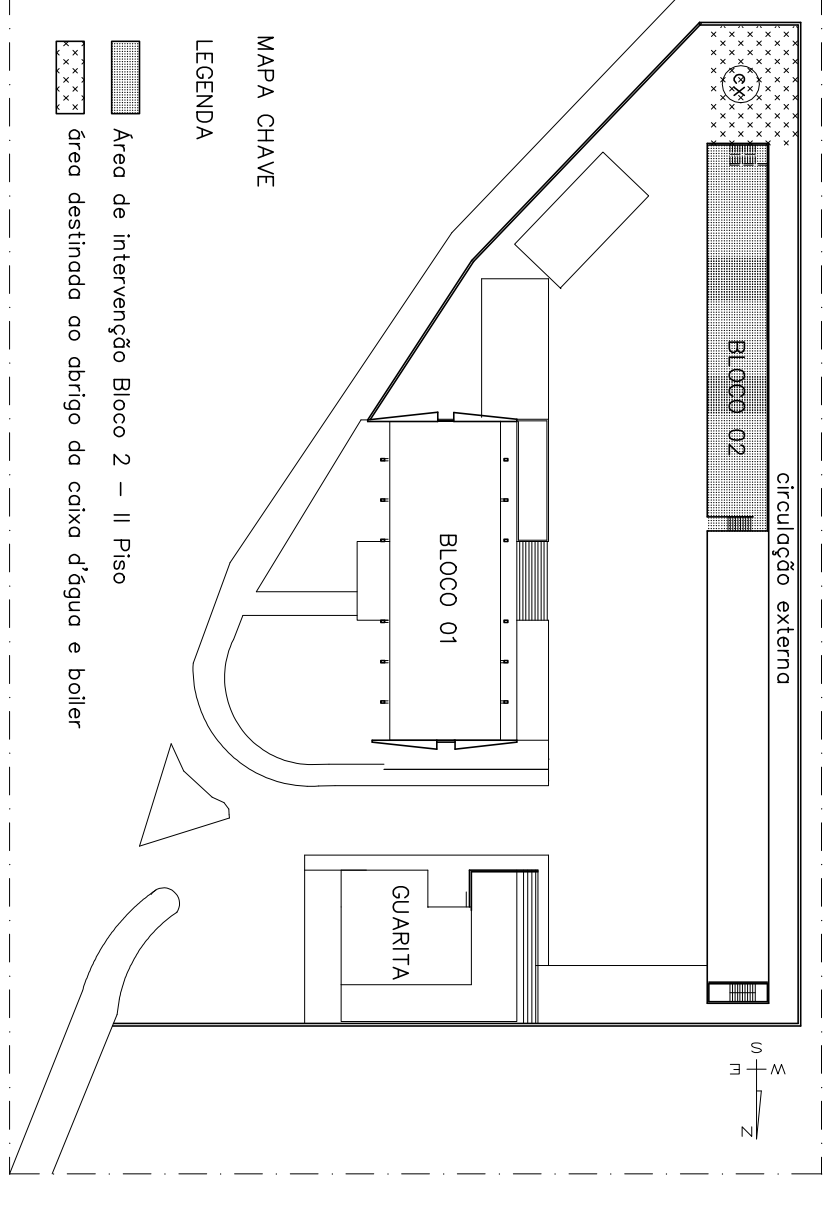 cx
BLOCO 02
circulação externa
BLOCO 01
GUARITA
S
W
E
N
MAPA CHAVE
LEGENDA
Área de intervenção Bloco 2 – II Piso
área destinada ao abrigo da caixa d'água e boiler